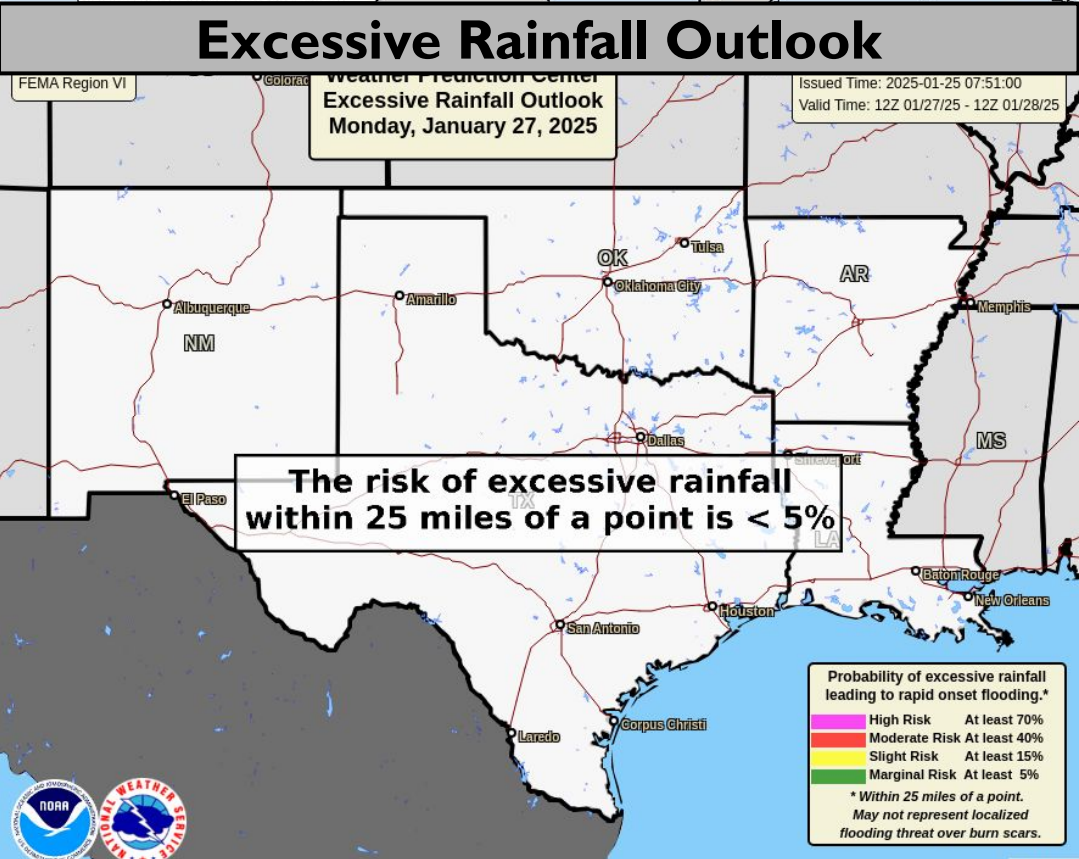 Excessive Rainfall Outlook
FEMA Region VI
Colorad
Weather Prediction Center
Excessive Rainfall Outlook
Monday, January 27, 2025
Issued Time: 2025-01-25 07:51:00
Valid Time: 12Z 01/27/25 - 12Z 01/28/25
Tulsa
OK
Oklahoma City
AR
Amarillo
Albuquerque
Memphis
NM
Dallas
MS
Shreveport
The risk of excessive rainfall
within 25 miles of a point is < 5%
El Paso
TX
LA
Baton Rouge
New Orleans
Houston
San Antonio
Corpus Christi
Laredo
Probability of excessive rainfall
leading to rapid onset flooding.*
High Risk At least 70%
Moderate Risk At least 40%
Slight Risk At least 15%
Marginal Risk At least 5%
* Within 25 miles of a point.
May not represent localized
flooding threat over burn scars.
NOAA
NATIONAL WEATHER SERVICE